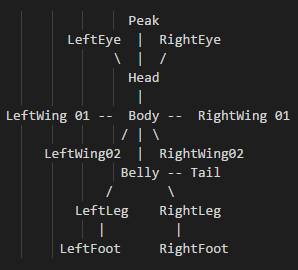 Peak
LeftEye | RightEye
\ | /
Head
|
LeftWing 01 -- Body -- RightWing 01
/ | \
LeftWing02 | RightWing02
Belly -- Tail
/ \
LeftLeg RightLeg
| |
LeftFoot RightFoot